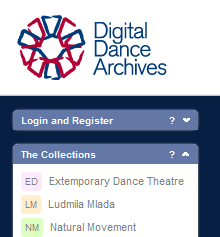 Digital
Dance
Archives
Login and Register ?
The Collections ?
ED Extemporary Dance Theatre
LM Ludmila Mlada
NM Natural Movement